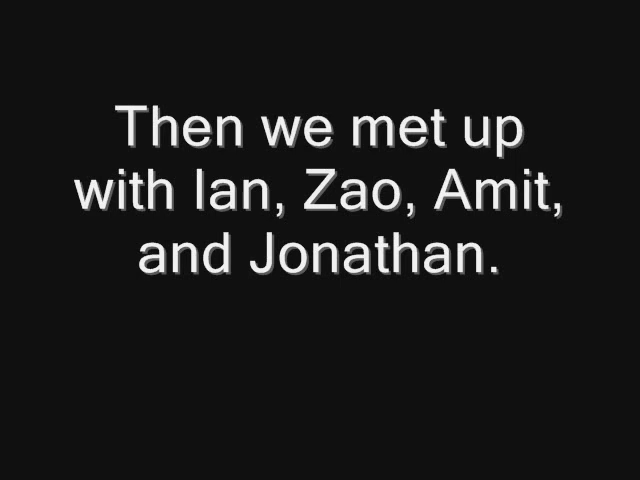 Then we met up
with Ian, Zao, Amit,
and Jonathan.